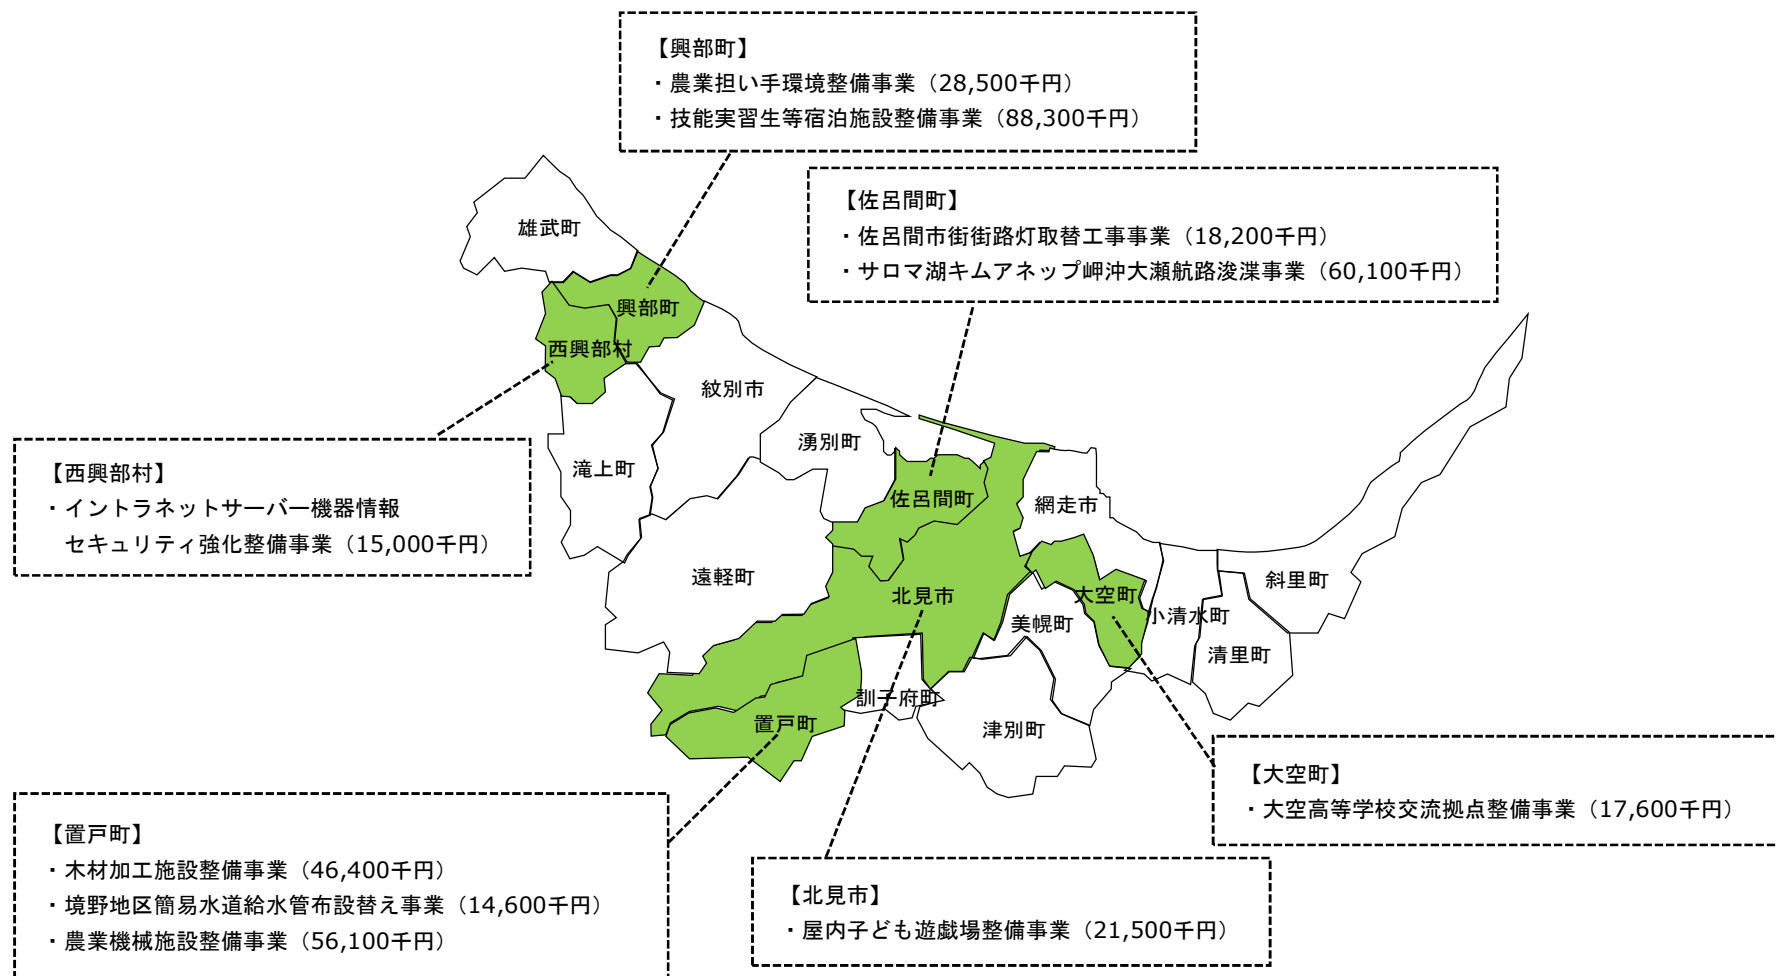 【興部町】
・農業担い手環境整備事業（28,500千円）
・技能実習生等宿泊施設整備事業（88,300千円）
【佐呂間町】
・佐呂間市街街路灯取替工事事業（18,200千円）
・サロマ湖キムアネップ岬沖大瀬航路浚渫事業（60,100千円）
雄武町
興部町
西興部村
紋別市
湧別町
滝上町
【西興部村】
・イントラネットサーバー機器情報
セキュリティ強化整備事業（15,000千円）
佐呂間町
網走市
遠軽町
北見市
大空町
斜里町
小清水町
美幌町
清里町
訓子府町
置戸町
津別町
【大空町】
・大空高等学校交流拠点整備事業（17,600千円）
【置戸町】
・木材加工施設整備事業（46,400千円）
・境野地区簡易水道給水管布設替え事業（14,600千円）
・農業機械施設整備事業（56,100千円）
【北見市】
・屋内子ども遊戯場整備事業（21,500千円）